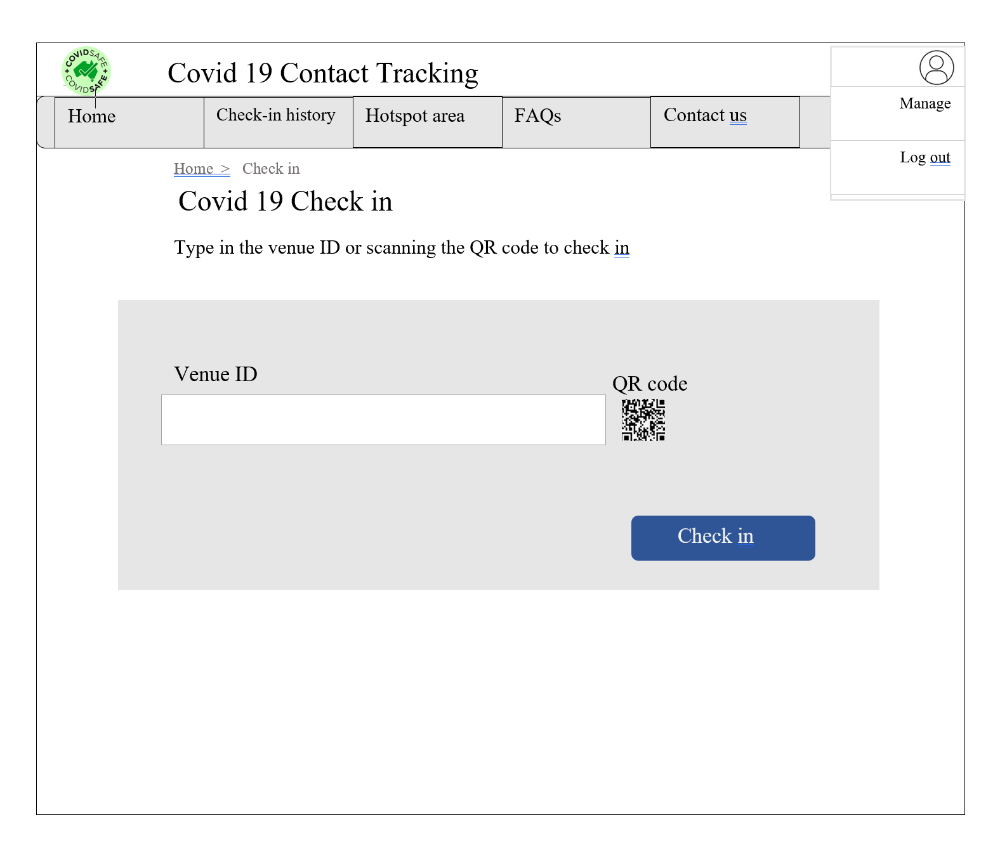 COVIDSAFE
COVIDSAFE
Covid 19 Contact Tracking
Home
Check-in history
Hotspot area
FAQs
Contact us
Manage
Log out
Home > Check in
Covid 19 Check in
Type in the venue ID or scanning the QR code to check in
Venue ID
QR code
Check in